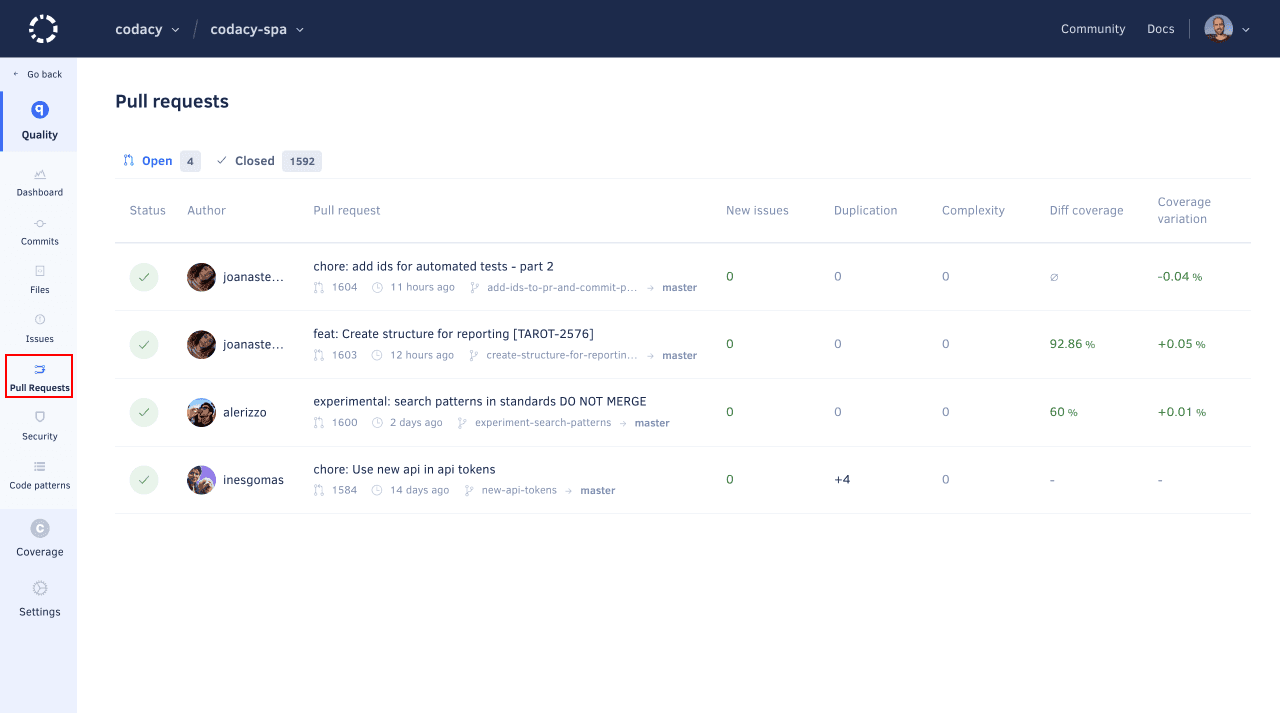 codacy / codacy-spa
Community Docs
← Go back
Quality
Dashboard
Commits
Files
Issues
Pull Requests
Security
Code patterns
Coverage
Settings
Pull requests
Open 4 Closed 1592
Status Author Pull request New issues Duplication Complexity Diff coverage Coverage variation
joanaste… chore: add ids for automated tests - part 2 0 0 0 ∅ -0.04 %
1604 11 hours ago add-ids-to-pr-and-commit-p… → master
joanaste… feat: Create structure for reporting [TAROT-2576] 0 0 0 92.86 % +0.05 %
1603 12 hours ago create-structure-for-reportin… → master
alerizzo experimental: search patterns in standards DO NOT MERGE 0 0 0 60 % +0.01 %
1600 2 days ago experiment-search-patterns → master
inesgomas chore: Use new api in api tokens 0 +4 0 - -
1584 14 days ago new-api-tokens → master